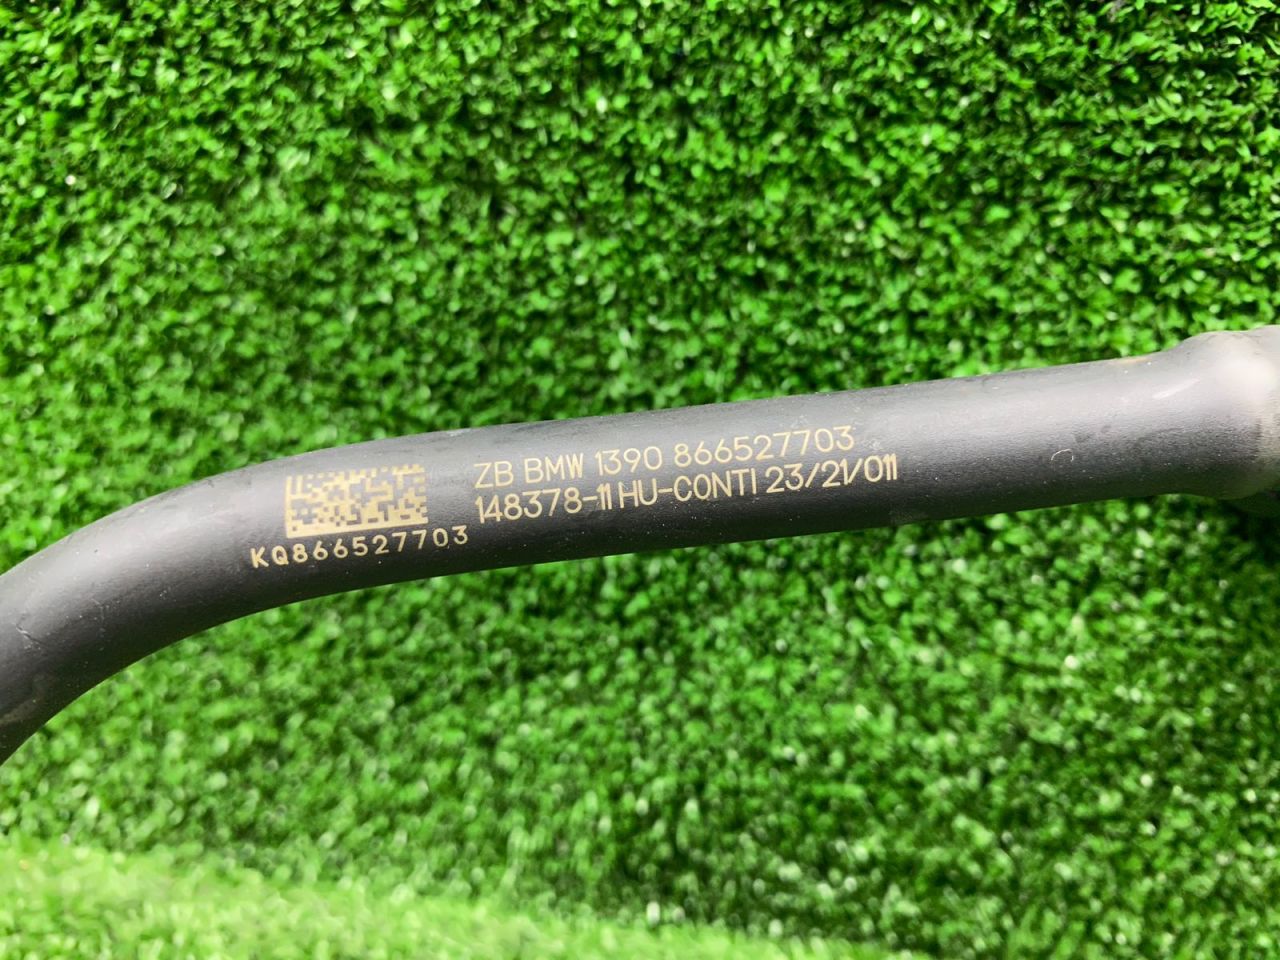 ZB BMW 1390 866527703
148378-11 HU-CONTI 23/21/011
KQ866527703